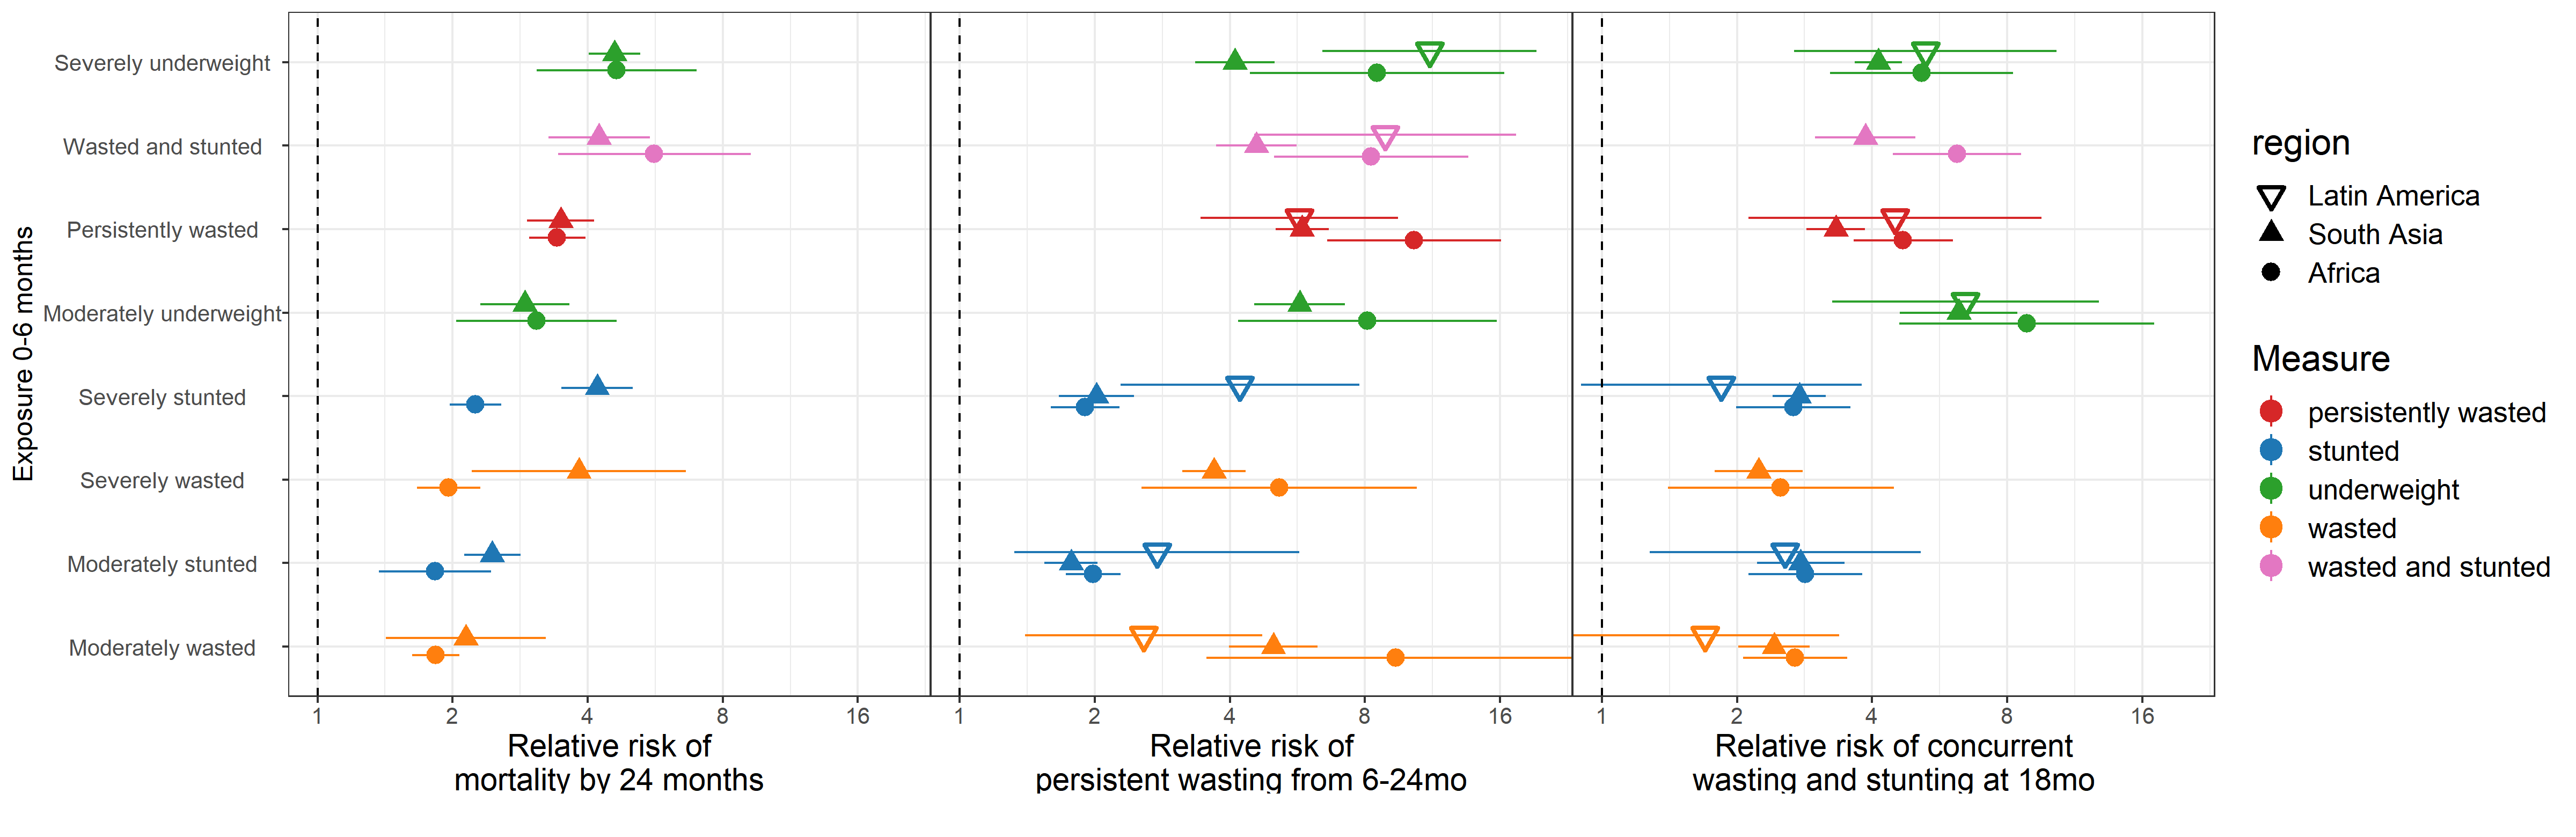 Exposure 0-6 months
Severely underweight
Wasted and stunted
Persistently wasted
Moderately underweight
Severely stunted
Severely wasted
Moderately stunted
Moderately wasted
1 2 4 8 16
Relative risk of
mortality by 24 months
1 2 4 8 16
Relative risk of
persistent wasting from 6-24mo
1 2 4 8 16
Relative risk of concurrent
wasting and stunting at 18mo
region
Latin America
South Asia
Africa
Measure
persistently wasted
stunted
underweight
wasted
wasted and stunted